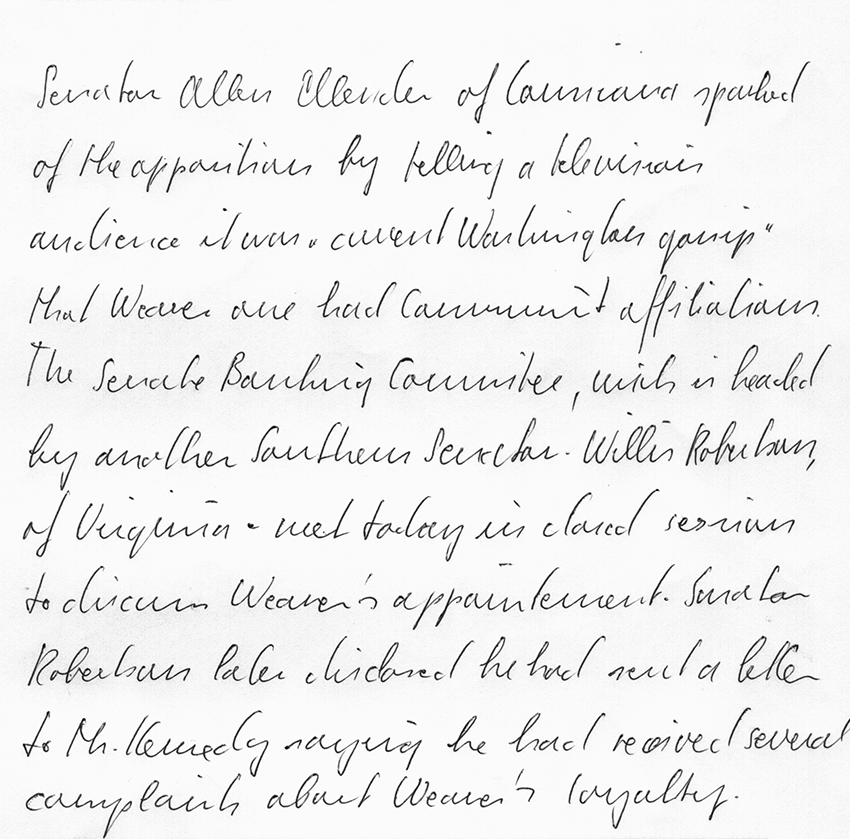 Senator Allen Ellender of Louisiana sparked
of the opposition by telling a television
audience it was "current Washington gossip"
that Weaver one had Communist affiliations.
The Senate Banking Committee, wich is headed
by another Southern Senator - Willis Robertson,
of Virginia - met today in closed session
to discuss Weaver's appointement. Senator
Robertson later disclosed he had sent a letter
to Mr. Kennedy saying he had received several
complaints about Weaver's loyalty.